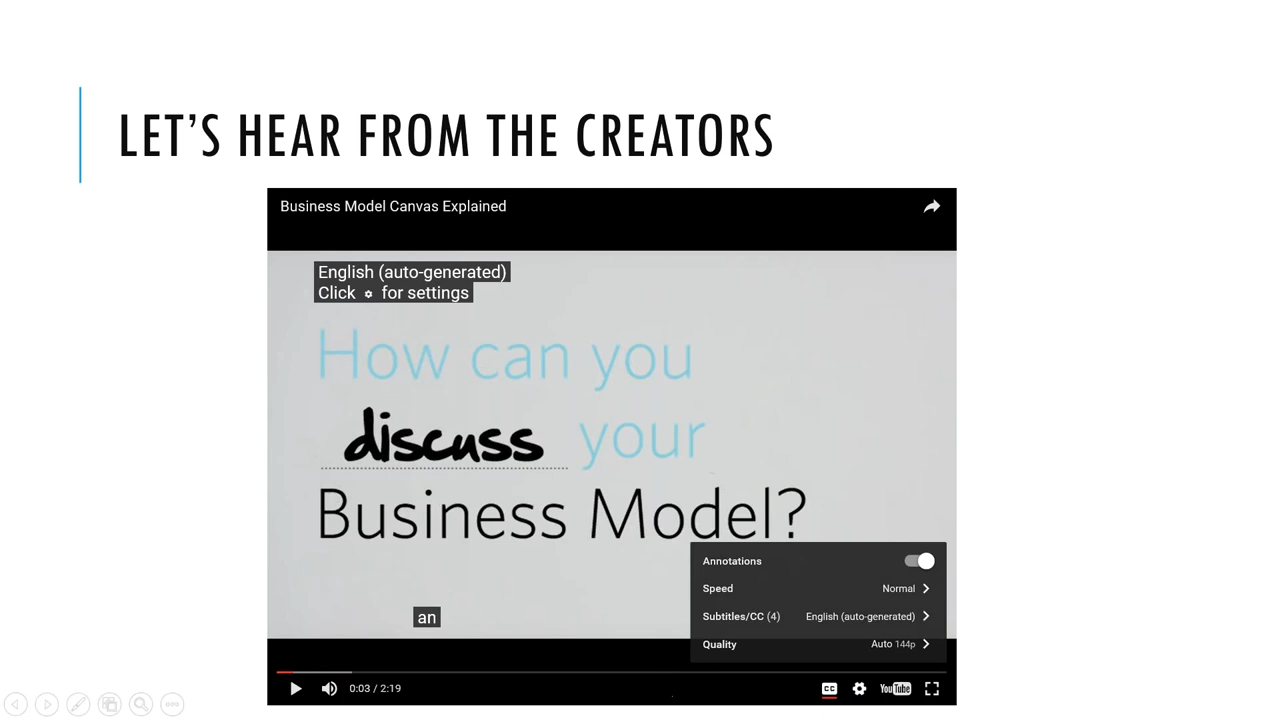 LET'S HEAR FROM THE CREATORS
Business Model Canvas Explained
English (auto-generated)
Click for settings
How can you
discuss your
Business Model?
an
Annotations
Speed Normal
Subtitles/CC (4) English (auto-generated)
Quality Auto 144p
0:03 / 2:19
CC
YouTube